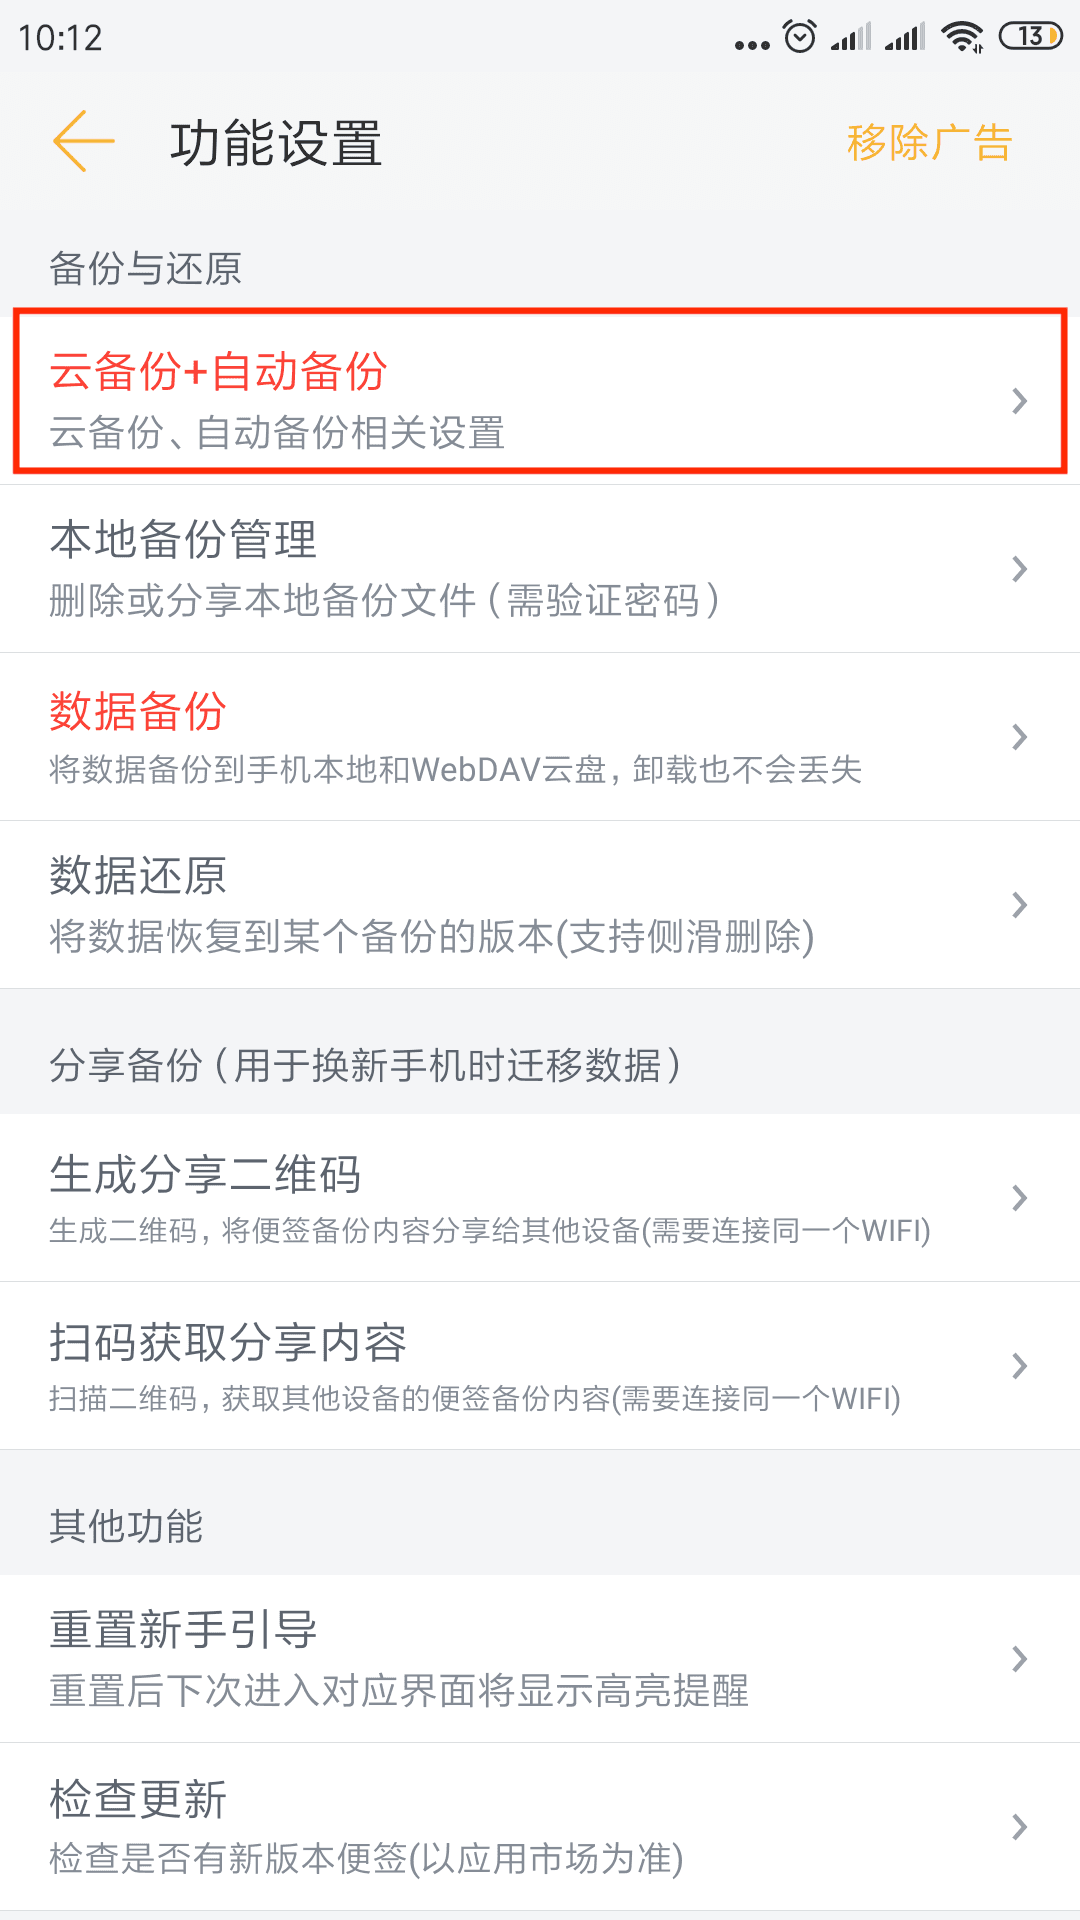 10:12
13
功能设置
移除广告
备份与还原
云备份+自动备份
云备份、自动备份相关设置
本地备份管理
删除或分享本地备份文件（需验证密码）
数据备份
将数据备份到手机本地和WebDAV云盘，卸载也不会丢失
数据还原
将数据恢复到某个备份的版本(支持侧滑删除)
分享备份（用于换新手机时迁移数据）
生成分享二维码
生成二维码，将便签备份内容分享给其他设备(需要连接同一个WIFI)
扫码获取分享内容
扫描二维码，获取其他设备的便签备份内容(需要连接同一个WIFI)
其他功能
重置新手引导
重置后下次进入对应界面将显示高亮提醒
检查更新
检查是否有新版本便签(以应用市场为准)